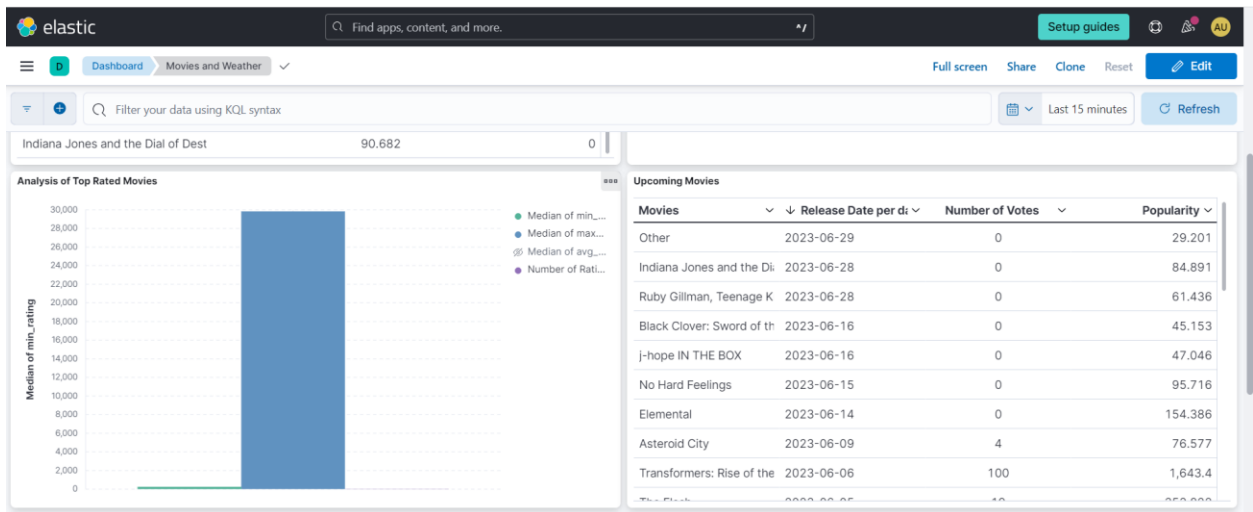 elastic Find apps, content, and more. ^/ Setup guides AU
D Dashboard Movies and Weather Full screen Share Clone Reset Edit
Filter your data using KQL syntax Last 15 minutes Refresh
Indiana Jones and the Dial of Dest 90.682 0
Analysis of Top Rated Movies
30,000
28,000
26,000
24,000
22,000
20,000
18,000
16,000
14,000
12,000
10,000
8,000
6,000
4,000
2,000
0
Median of min_rating
Median of min_...
Median of max...
Median of avg_...
Number of Rati...
Upcoming Movies
Movies Release Date per da Number of Votes Popularity
Other 2023-06-29 0 29.201
Indiana Jones and the Di 2023-06-28 0 84.891
Ruby Gillman, Teenage K 2023-06-28 0 61.436
Black Clover: Sword of th 2023-06-16 0 45.153
j-hope IN THE BOX 2023-06-16 0 47.046
No Hard Feelings 2023-06-15 0 95.716
Elemental 2023-06-14 0 154.386
Asteroid City 2023-06-09 4 76.577
Transformers: Rise of the 2023-06-06 100 1,643.4